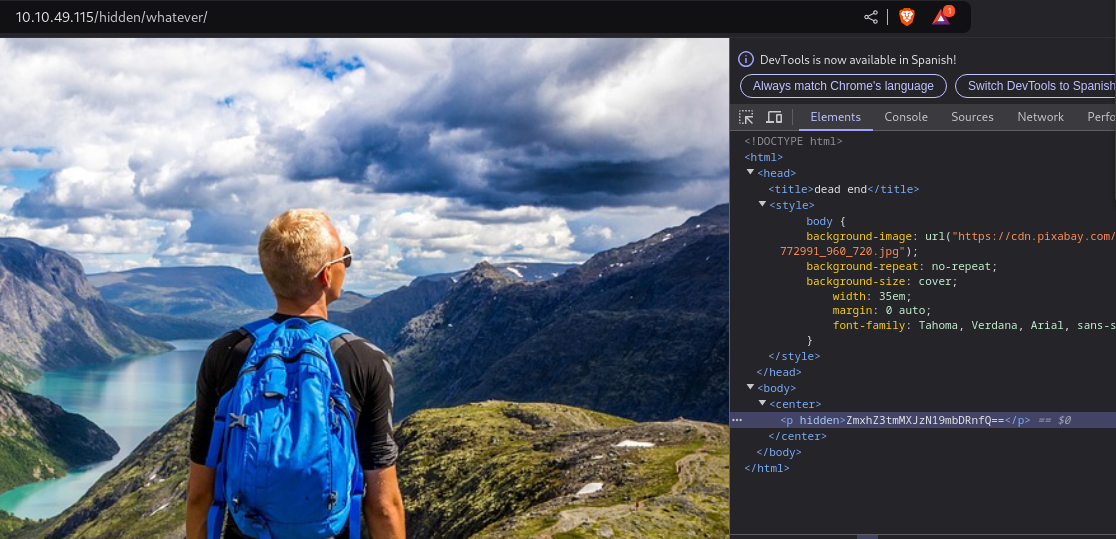 10.10.49.115/hidden/whatever/
1
DevTools is now available in Spanish!
Always match Chrome's language
Switch DevTools to Spanish
Elements Console Sources Network Perfo
<!DOCTYPE html>
<html>
<head>
<title>dead end</title>
<style>
body {
background-image: url("https://cdn.pixabay.com/
772991_960_720.jpg");
background-repeat: no-repeat;
background-size: cover;
width: 35em;
margin: 0 auto;
font-family: Tahoma, Verdana, Arial, sans-s
}
</style>
</head>
<body>
<center>
<p hidden>ZmxhZ3tmMXJzN19mbDRnfQ==</p> == $0
</center>
</body>
</html>